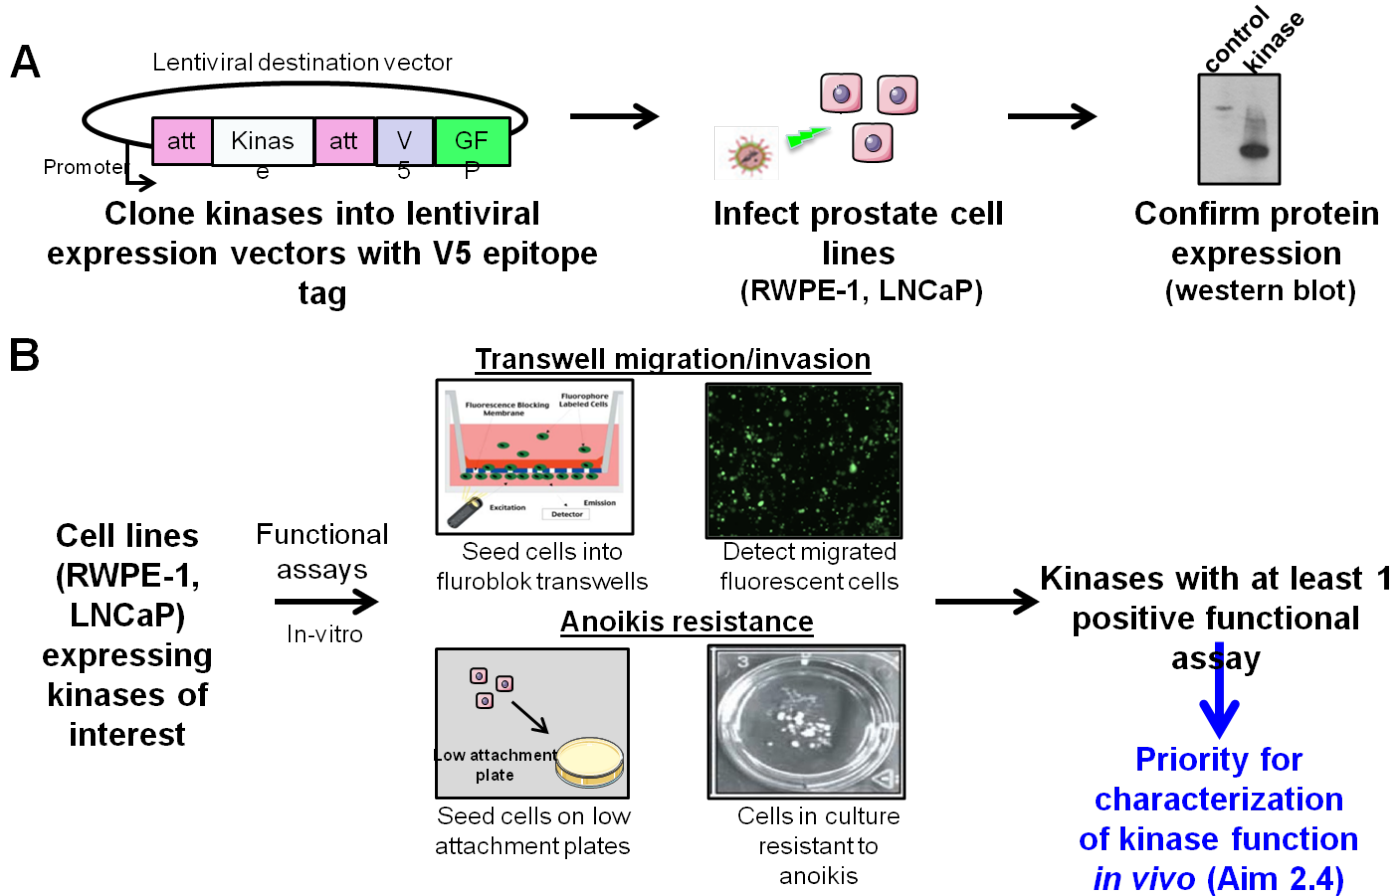 A
Lentiviral destination vector
att
Kinas
e
att
V
5
GF
P
Promoter
Clone kinases into lentiviral
expression vectors with V5 epitope
tag
Infect prostate cell
lines
(RWPE-1, LNCaP)
control
kinase
Confirm protein
expression
(western blot)
B
Cell lines
(RWPE-1,
LNCaP)
expressing
kinases of
interest
Functional
assays
In-vitro
Transwell migration/invasion
Fluorescence Blocking
Membrane
Fluorophore
Labeled Cells
Excitation
Emission
Detector
Seed cells into
fluroblok transwells
Detect migrated
fluorescent cells
Anoikis resistance
Low attachment
plate
Seed cells on low
attachment plates
3
1
Cells in culture
resistant to
anoikis
Kinases with at least 1
positive functional
assay
Priority for
characterization
of kinase function
in vivo (Aim 2.4)